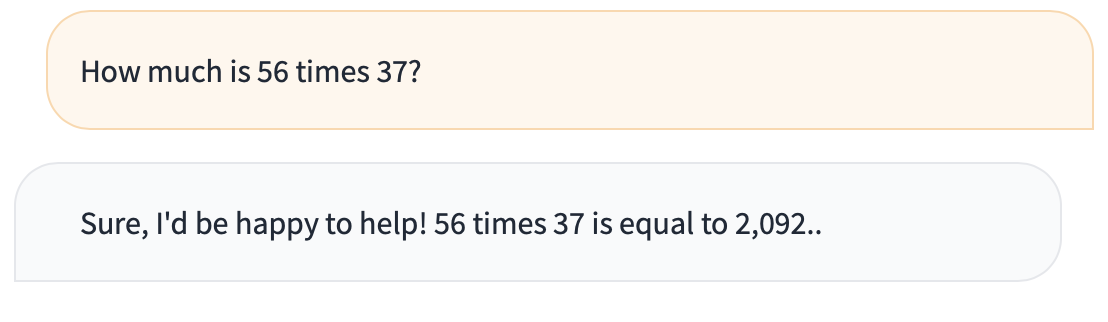 How much is 56 times 37?
Sure, I'd be happy to help! 56 times 37 is equal to 2,092..